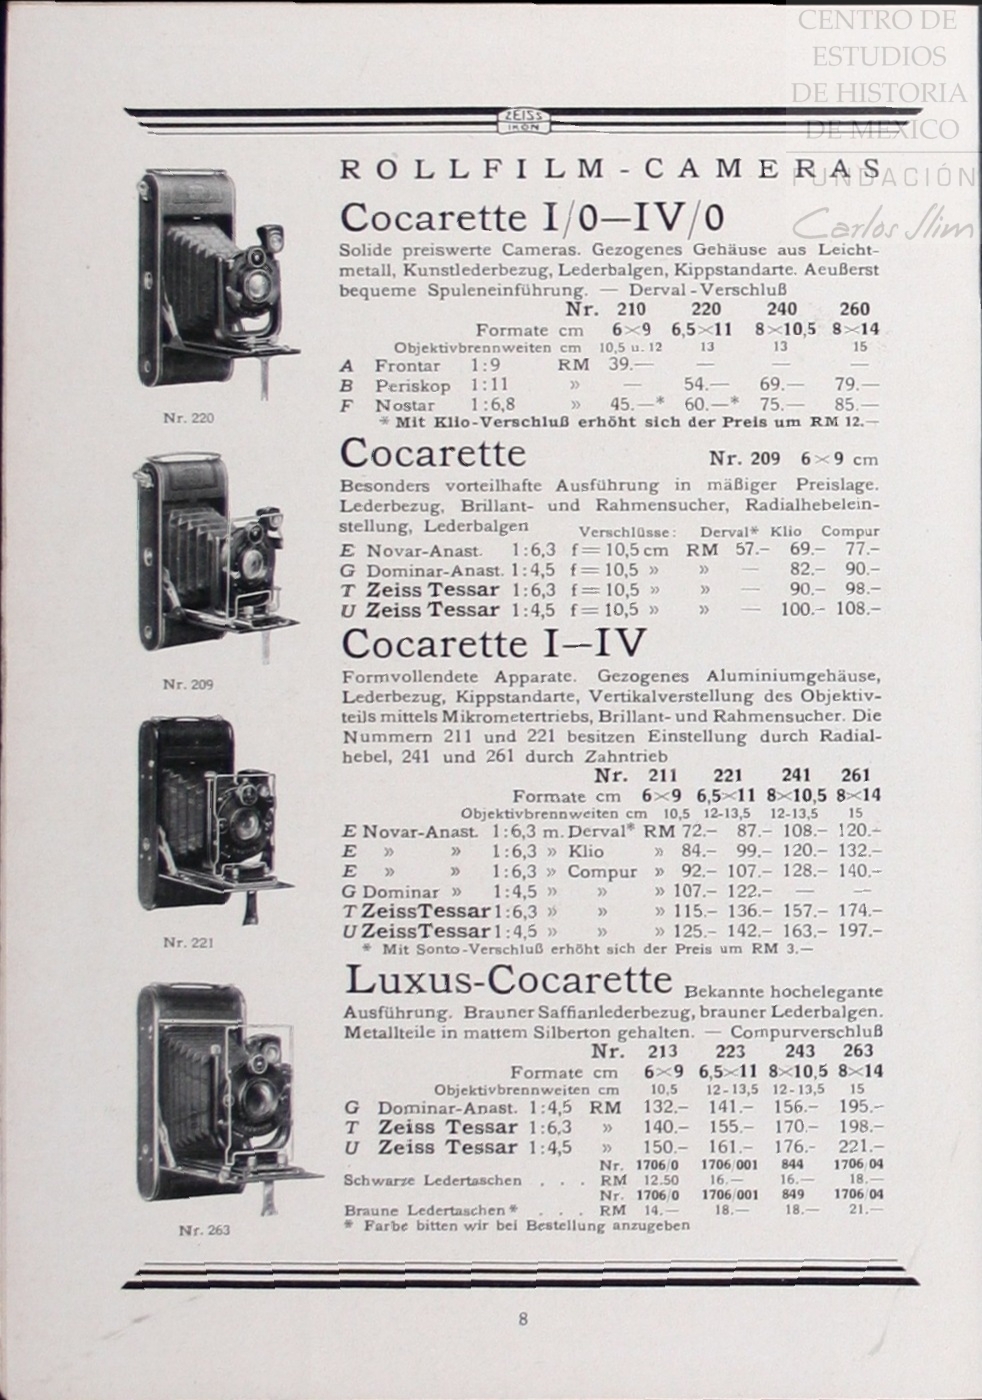 CENTRO DE
ESTUDIOS
DE HISTORIA
DE MEXICO
FUNDACIÓN
Carlos Slim
ZEISS
IKON
ROLLFILM-CAMERAS
Cocarette I/0—IV/0
Solide preiswerte Cameras. Gezogenes Gehäuse aus Leicht-
metall, Kunstlederbezug, Lederbalgen, Kippstandarte. Aeußerst
bequeme Spuleneinführung. — Derval-Verschluß
Nr. 210 220 240 260
Formate cm 6×9 6,5×11 8×10,5 8×14
Objektivbrennweiten cm 10,5 u. 12 13 13 15
A Frontar 1:9 RM 39.— — — —
B Periskop 1:11 » — 54.— 69.— 79.—
F Nostar 1:6,8 » 45.—* 60.—* 75.— 85.—
* Mit Klio-Verschluß erhöht sich der Preis um RM 12.—
Nr. 220
Cocarette Nr. 209 6×9 cm
Besonders vorteilhafte Ausführung in mäßiger Preislage.
Lederbezug, Brillant- und Rahmensucher, Radialhebelein-
stellung, Lederbalgen Verschlüsse: Derval* Klio Compur
E Novar-Anast. 1:6,3 f = 10,5 cm RM 57.– 69.– 77.–
G Dominar-Anast. 1:4,5 f = 10,5 » » — 82.– 90.–
T Zeiss Tessar 1:6,3 f = 10,5 » » — 90.– 98.–
U Zeiss Tessar 1:4,5 f = 10,5 » » — 100.– 108.–
Nr. 209
Cocarette I—IV
Formvollendete Apparate. Gezogenes Aluminiumgehäuse,
Lederbezug, Kippstandarte, Vertikalverstellung des Objektiv-
teils mittels Mikrometertriebs, Brillant- und Rahmensucher. Die
Nummern 211 und 221 besitzen Einstellung durch Radial-
hebel, 241 und 261 durch Zahntrieb
Nr. 211 221 241 261
Formate cm 6×9 6,5×11 8×10,5 8×14
Objektivbrennweiten cm 10,5 12-13,5 12-13,5 15
E Novar-Anast. 1:6,3 m. Derval* RM 72.– 87.– 108.– 120.–
E » » 1:6,3 » Klio » 84.– 99.– 120.– 132.–
E » » 1:6,3 » Compur » 92.– 107.– 128.– 140.–
G Dominar » 1:4,5 » » » 107.– 122.– — —
T Zeiss Tessar 1:6,3 » » » 115.– 136.– 157.– 174.–
U Zeiss Tessar 1:4,5 » » » 125.– 142.– 163.– 197.–
* Mit Sonto-Verschluß erhöht sich der Preis um RM 3.—
Nr. 221
Luxus-Cocarette Bekannte hochelegante
Ausführung. Brauner Saffianlederbezug, brauner Lederbalgen.
Metallteile in mattem Silberton gehalten. — Compurverschluß
Nr. 213 223 243 263
Formate cm 6×9 6,5×11 8×10,5 8×14
Objektivbrennweiten cm 10,5 12-13,5 12-13,5 15
G Dominar-Anast. 1:4,5 RM 132.– 141.– 156.– 195.–
T Zeiss Tessar 1:6,3 » 140.– 155.– 170.– 198.–
U Zeiss Tessar 1:4,5 » 150.– 161.– 176.– 221.–
Nr. 1706/0 1706/001 844 1706/04
Schwarze Ledertaschen . . . RM 12.50 16.— 16.— 18.—
Nr. 1706/0 1706/001 849 1706/04
Braune Ledertaschen* . . . RM 14.— 18.— 18.— 21.—
* Farbe bitten wir bei Bestellung anzugeben
Nr. 263
8